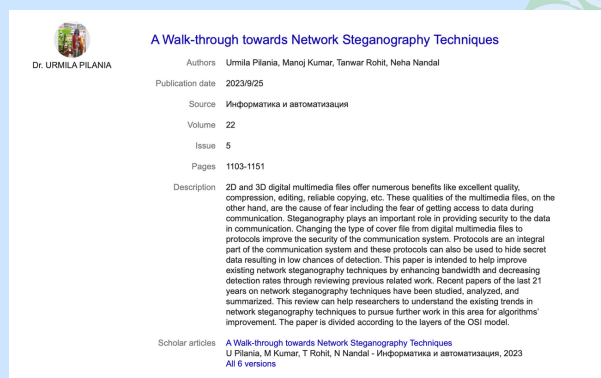 A Walk-through towards Network Steganography Techniques
Dr. URMILA PILANIA
Authors Urmila Pilania, Manoj Kumar, Tanwar Rohit, Neha Nandal
Publication date 2023/9/25
Source Информатика и автоматизация
Volume 22
Issue 5
Pages 1103-1151
Description 2D and 3D digital multimedia files offer numerous benefits like excellent quality,
compression, editing, reliable copying, etc. These qualities of the multimedia files, on the
other hand, are the cause of fear including the fear of getting access to data during
communication. Steganography plays an important role in providing security to the data
in communication. Changing the type of cover file from digital multimedia files to
protocols improve the security of the communication system. Protocols are an integral
part of the communication system and these protocols can also be used to hide secret
data resulting in low chances of detection. This paper is intended to help improve
existing network steganography techniques by enhancing bandwidth and decreasing
detection rates through reviewing previous related work. Recent papers of the last 21
years on network steganography techniques have been studied, analyzed, and
summarized. This review can help researchers to understand the existing trends in
network steganography techniques to pursue further work in this area for algorithms'
improvement. The paper is divided according to the layers of the OSI model.
Scholar articles A Walk-through towards Network Steganography Techniques
U Pilania, M Kumar, T Rohit, N Nandal - Информатика и автоматизация, 2023
All 6 versions